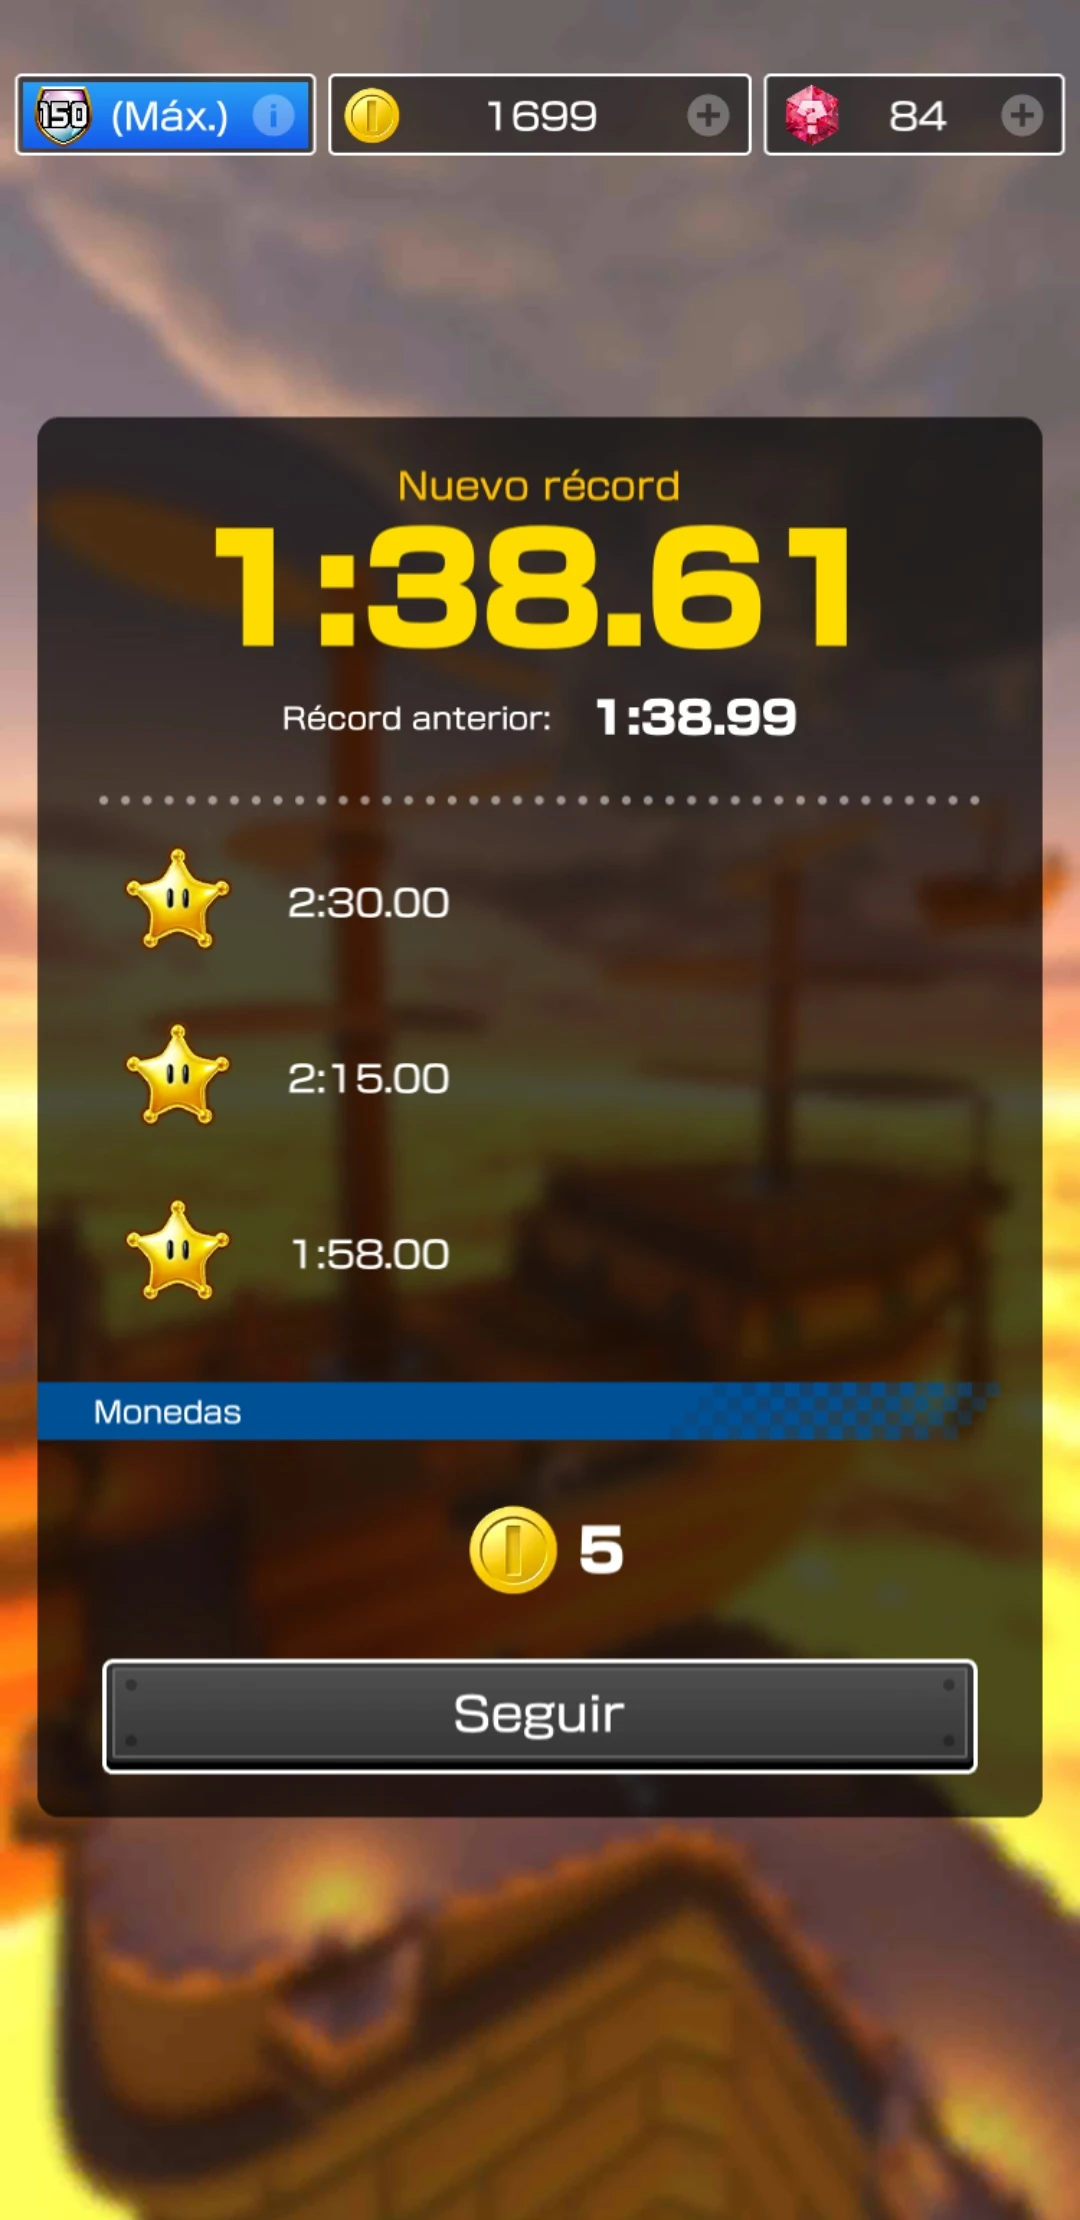 150 (Máx.) i 1699 + ? 84 +
Nuevo récord
1:38.61
Récord anterior: 1:38.99
2:30.00
2:15.00
1:58.00
Monedas
5
Seguir